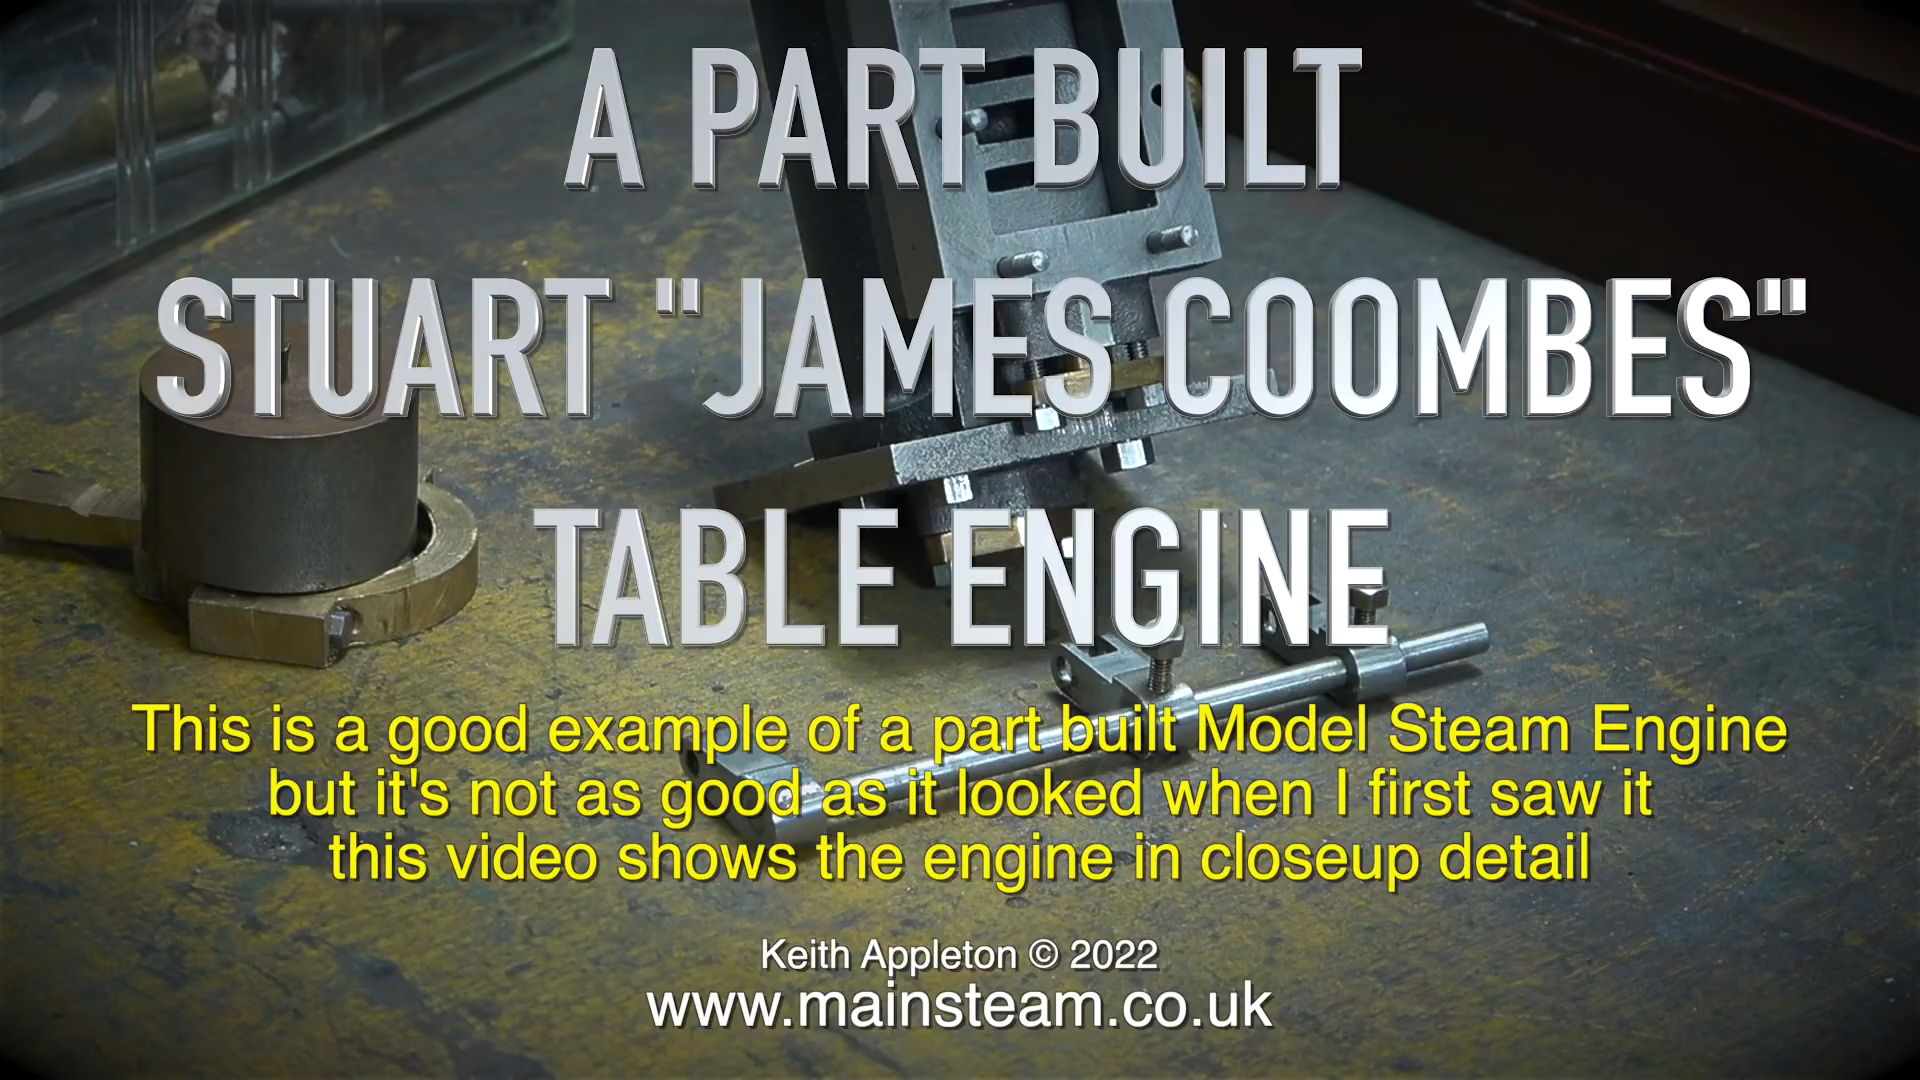 A PART BUILT
STUART "JAMES COOMBES"
TABLE ENGINE
This is a good example of a part built Model Steam Engine
but it's not as good as it looked when I first saw it
this video shows the engine in closeup detail
Keith Appleton © 2022
www.mainsteam.co.uk